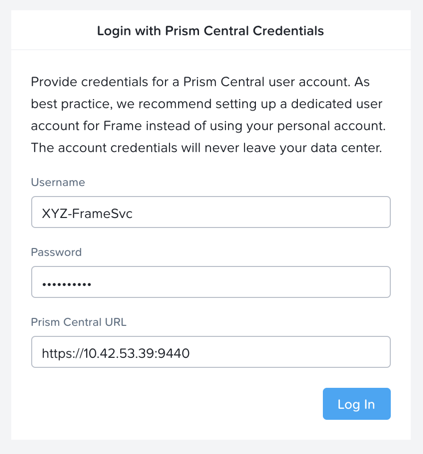 Login with Prism Central Credentials
Provide credentials for a Prism Central user account. As
best practice, we recommend setting up a dedicated user
account for Frame instead of using your personal account.
The account credentials will never leave your data center.
Username
XYZ-FrameSvc
Password
••••••••••
Prism Central URL
https://10.42.53.39:9440
Log In